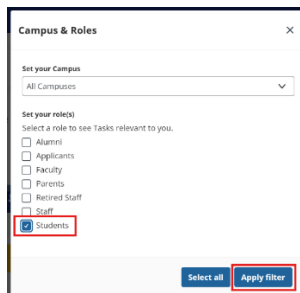 Campus & Roles
Set your Campus
All Campuses
Set your role(s)
Select a role to see Tasks relevant to you.
Alumni
Applicants
Faculty
Parents
Retired Staff
Staff
Students
Select all Apply filter